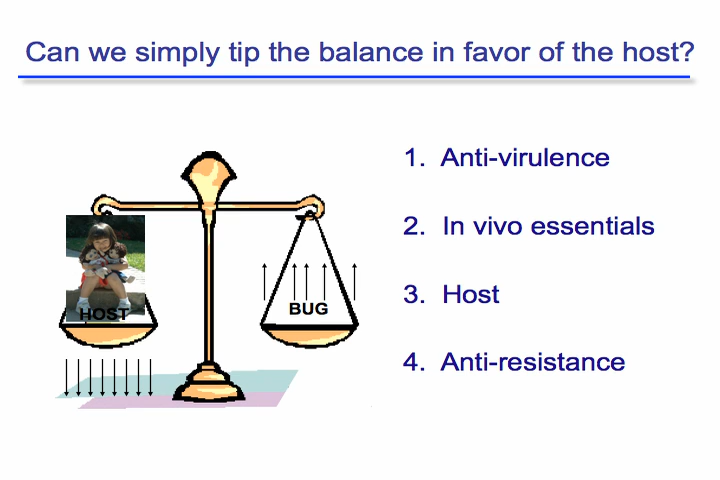 Can we simply tip the balance in favor of the host?
1. Anti-virulence
2. In vivo essentials
3. Host
4. Anti-resistance
HOST
BUG